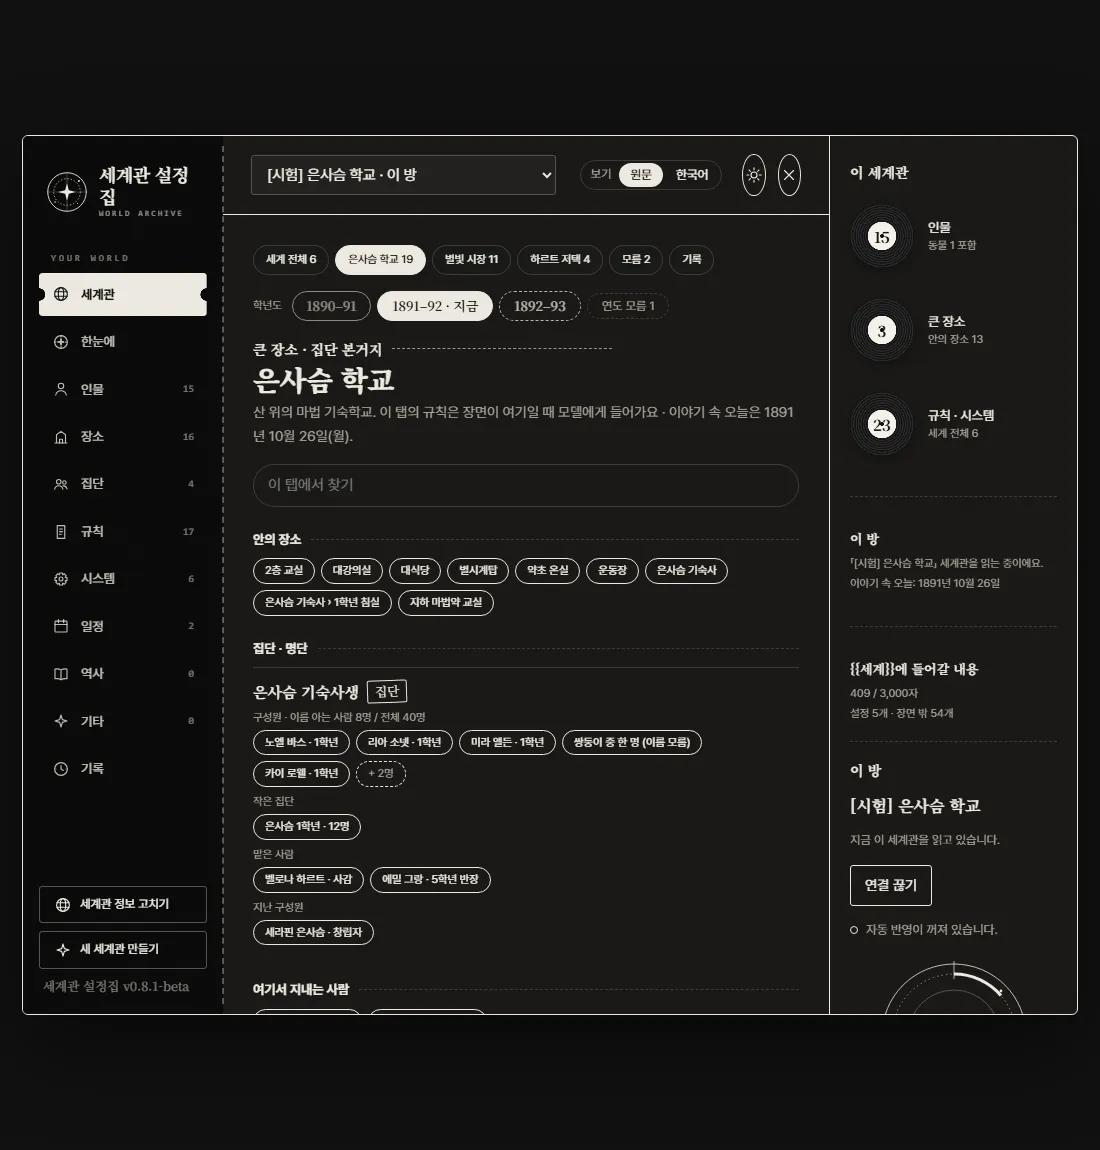 세계관 설정
집
WORLD ARCHIVE
YOUR WORLD
세계관
한눈에
인물 15
장소 16
집단 4
규칙 17
시스템 6
일정 2
역사 0
기타 0
기록
세계관 정보 고치기
새 세계관 만들기
세계관 설정집 v0.8.1-beta
[시험] 은사슴 학교 · 이 방
보기 원문 한국어
세계 전체 6 은사슴 학교 19 별빛 시장 11 하르트 저택 4 모름 2 기록
학년도 1890–91 1891–92 · 지금 1892–93 연도 모름 1
큰 장소 · 집단 본거지
은사슴 학교
산 위의 마법 기숙학교. 이 탭의 규칙은 장면이 여기일 때 모델에게 들어가요 · 이야기 속 오늘은 1891
년 10월 26일(월).
이 탭에서 찾기
안의 장소
2층 교실 대강의실 대식당 별시계탑 약초 온실 운동장 은사슴 기숙사
은사슴 기숙사 › 1학년 침실 지하 마법약 교실
집단 · 명단
은사슴 기숙사생 집단
구성원 · 이름 아는 사람 8명 / 전체 40명
노엘 바스 · 1학년 리아 소넷 · 1학년 미라 엘든 · 1학년 쌍둥이 중 한 명 (이름 모름)
카이 로웰 · 1학년 + 2명
작은 집단
은사슴 1학년 · 12명
맡은 사람
벨로나 하르트 · 사감 에밀 그랑 · 5학년 반장
지난 구성원
세라핀 은사슴 · 창립자
여기서 지내는 사람
이 세계관
15 인물
동물 1 포함
3 큰 장소
안의 장소 13
23 규칙 · 시스템
세계 전체 6
이 방
「[시험] 은사슴 학교」 세계관을 읽는 중이에요.
이야기 속 오늘: 1891년 10월 26일
{{세계}}에 들어갈 내용
409 / 3,000자
설정 5개 · 장면 밖 54개
이 방
[시험] 은사슴 학교
지금 이 세계관을 읽고 있습니다.
연결 끊기
자동 반영이 꺼져 있습니다.